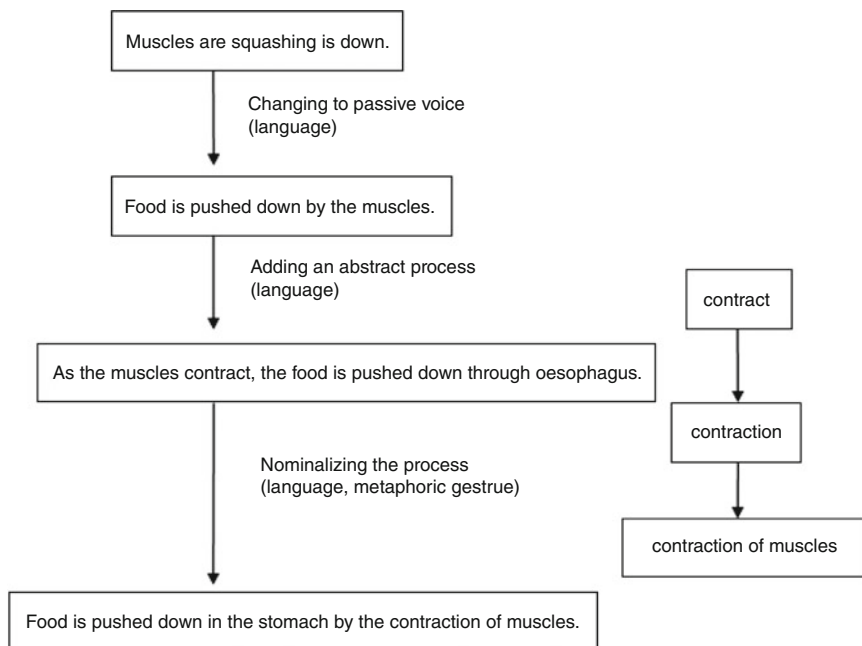 Muscles are squashing is down.
Changing to passive voice
(language)
Food is pushed down by the muscles.
Adding an abstract process
(language)
As the muscles contract, the food is pushed down through oesophagus.
Nominalizing the process
(language, metaphoric gestrue)
Food is pushed down in the stomach by the contraction of muscles.
contract
contraction
contraction of muscles